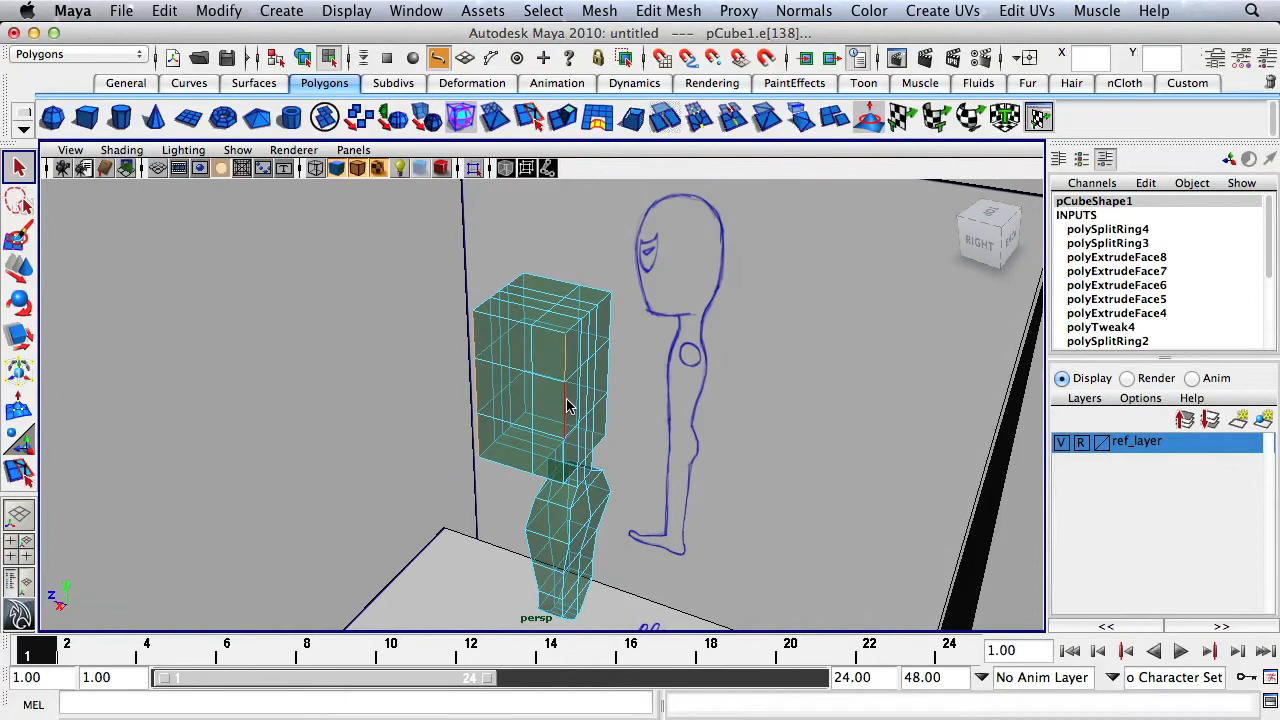 Maya File Edit Modify Create Display Window Assets Select Mesh Edit Mesh Proxy Normals Color Create UVs Edit UVs Muscle Help
Autodesk Maya 2010: untitled --- pCube1.e[138]...
Polygons X Y
General Curves Surfaces Polygons Subdivs Deformation Animation Dynamics Rendering PaintEffects Toon Muscle Fluids Fur Hair nCloth Custom
View Shading Lighting Show Renderer Panels
Channels Edit Object Show
pCubeShape1
INPUTS
polySplitRing4
polySplitRing3
polyExtrudeFace8
polyExtrudeFace7
polyExtrudeFace6
polyExtrudeFace5
polyExtrudeFace4
polyTweak4
polySplitRing2
RIGHT
Display Render Anim
Layers Options Help
V R ref_layer
y
z x
persp
<< >>
1 2 4 6 8 10 12 14 16 18 20 22 24 1.00
1.00 1.00 1 24 24.00 48.00 No Anim Layer o Character Set
MEL